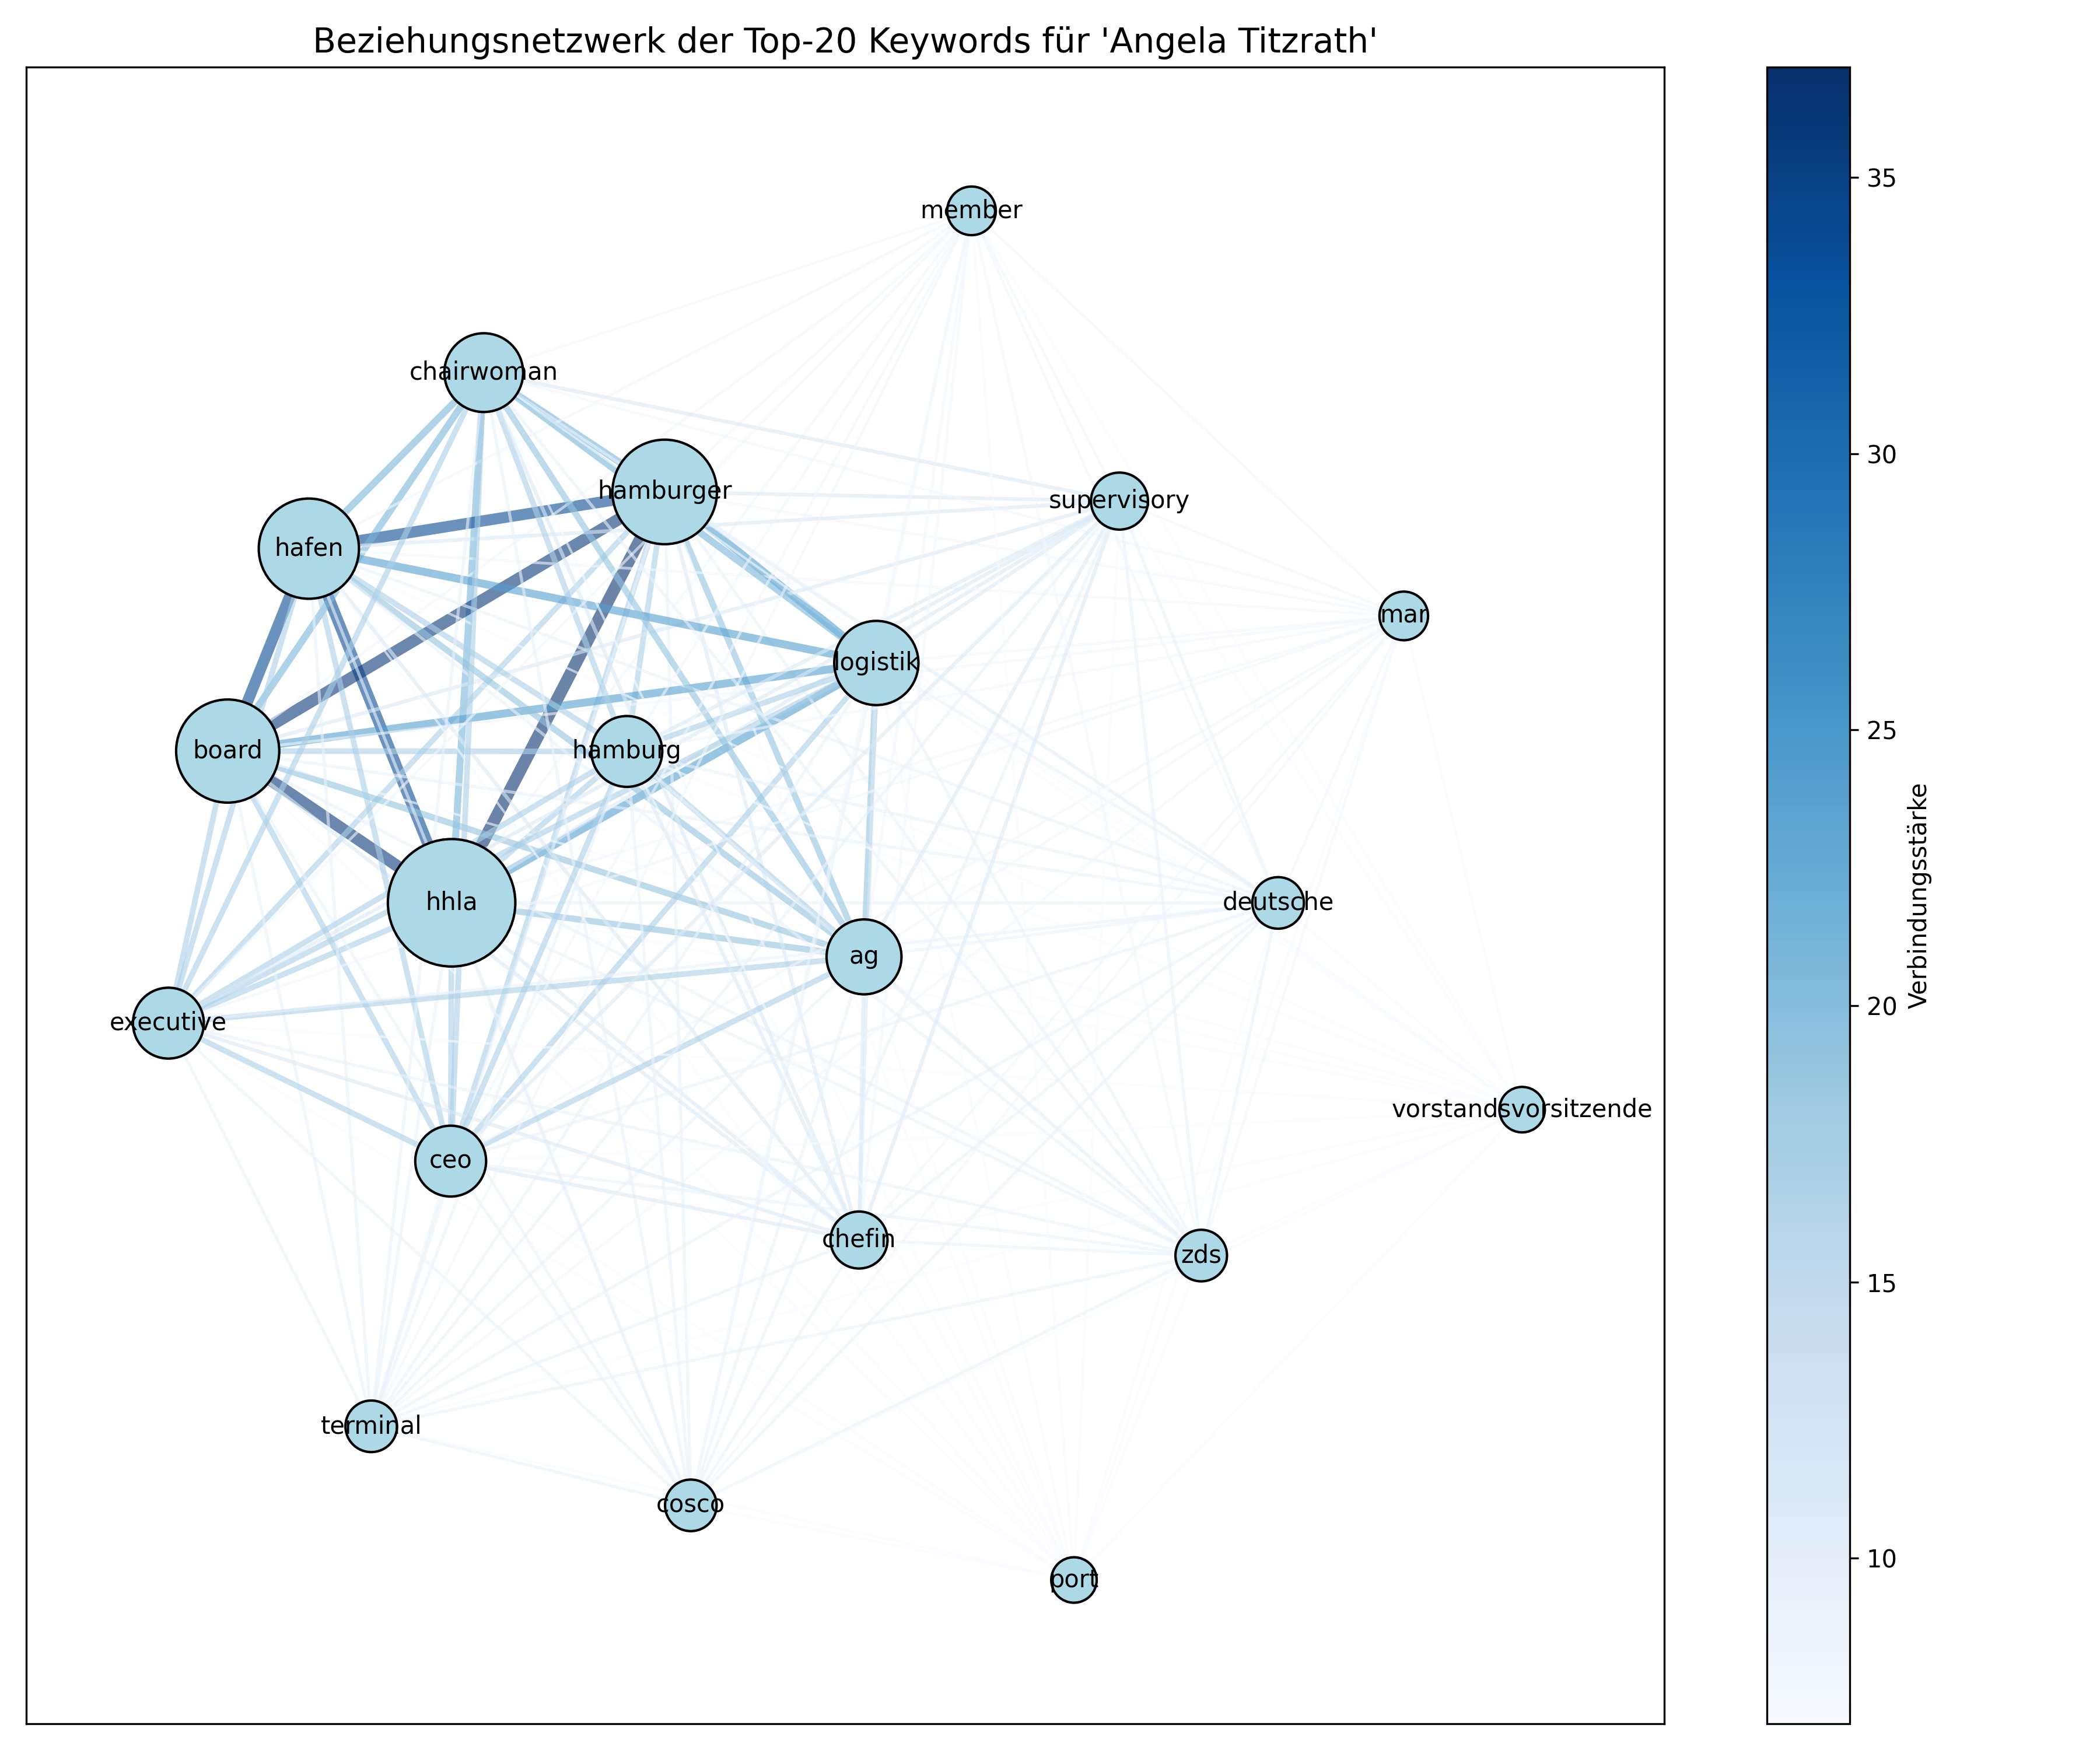 Beziehungsnetzwerk der Top-20 Keywords für 'Angela Titzrath'
member
chairwoman
hamburger
supervisory
hafen
mar
logistik
board
hamburg
hhla
deutsche
ag
executive
vorstandsvorsitzende
ceo
chefin
zds
terminal
cosco
port
35
30
25
20
15
10
Verbindungsstärke